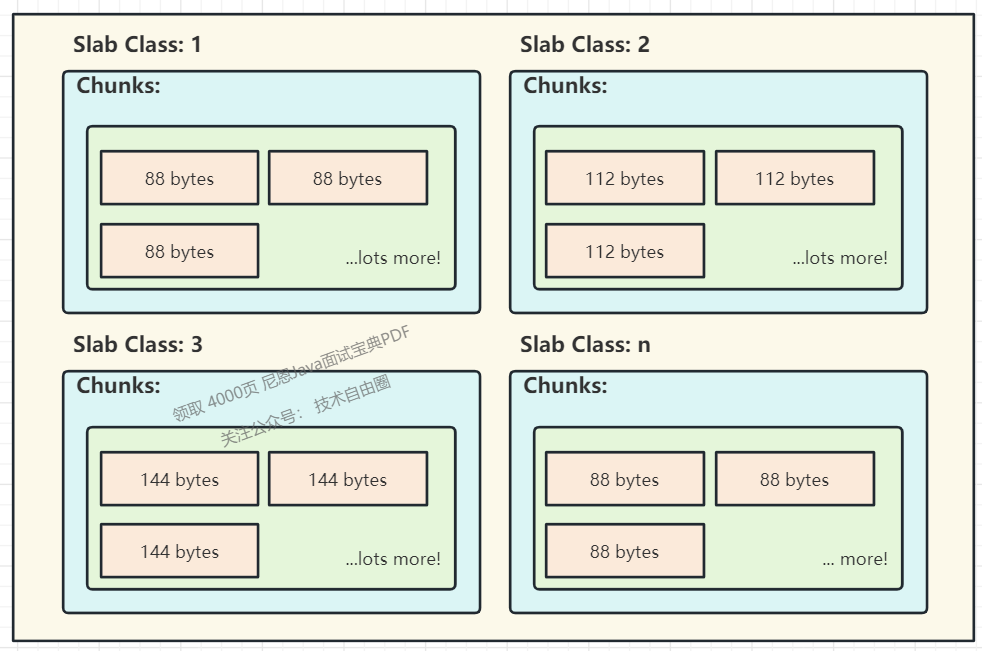 Slab Class: 1
Chunks:
88 bytes
88 bytes
88 bytes
...lots more!
Slab Class: 2
Chunks:
112 bytes
112 bytes
112 bytes
...lots more!
Slab Class: 3
Chunks:
144 bytes
144 bytes
144 bytes
...lots more!
Slab Class: n
Chunks:
88 bytes
88 bytes
88 bytes
... more!
领取 4000页 尼恩Java面试宝典PDF
关注公众号： 技术自由圈